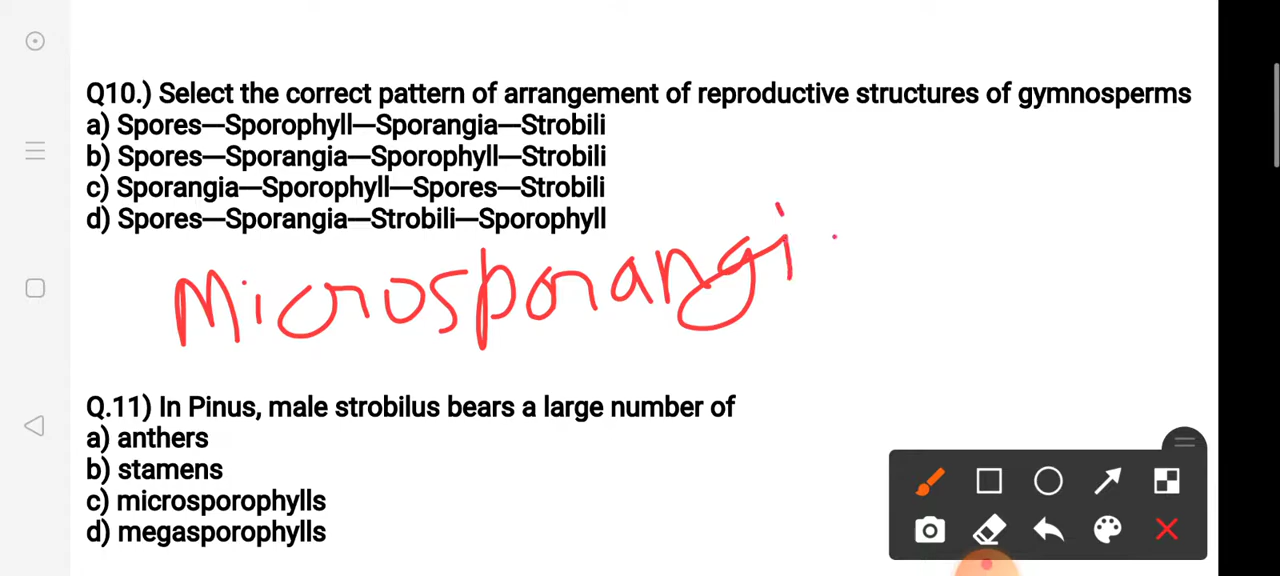 Q10.) Select the correct pattern of arrangement of reproductive structures of gymnosperms
a) Spores—Sporophyll—Sporangia—Strobili
b) Spores—Sporangia—Sporophyll—Strobili
c) Sporangia—Sporophyll—Spores—Strobili
d) Spores—Sporangia—Strobili—Sporophyll
Microsporangi
Q.11) In Pinus, male strobilus bears a large number of
a) anthers
b) stamens
c) microsporophylls
d) megasporophylls